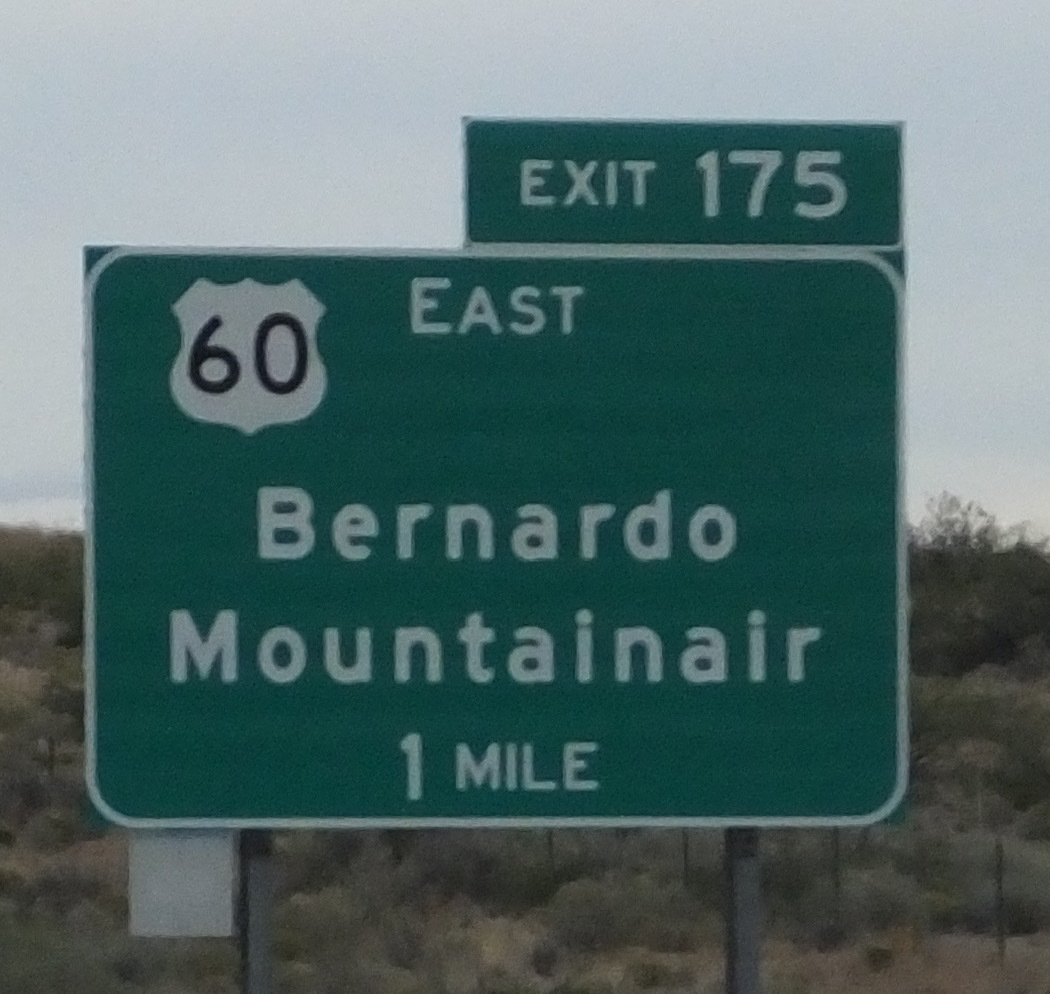 EXIT 175
60 EAST
Bernardo
Mountainair
1 MILE